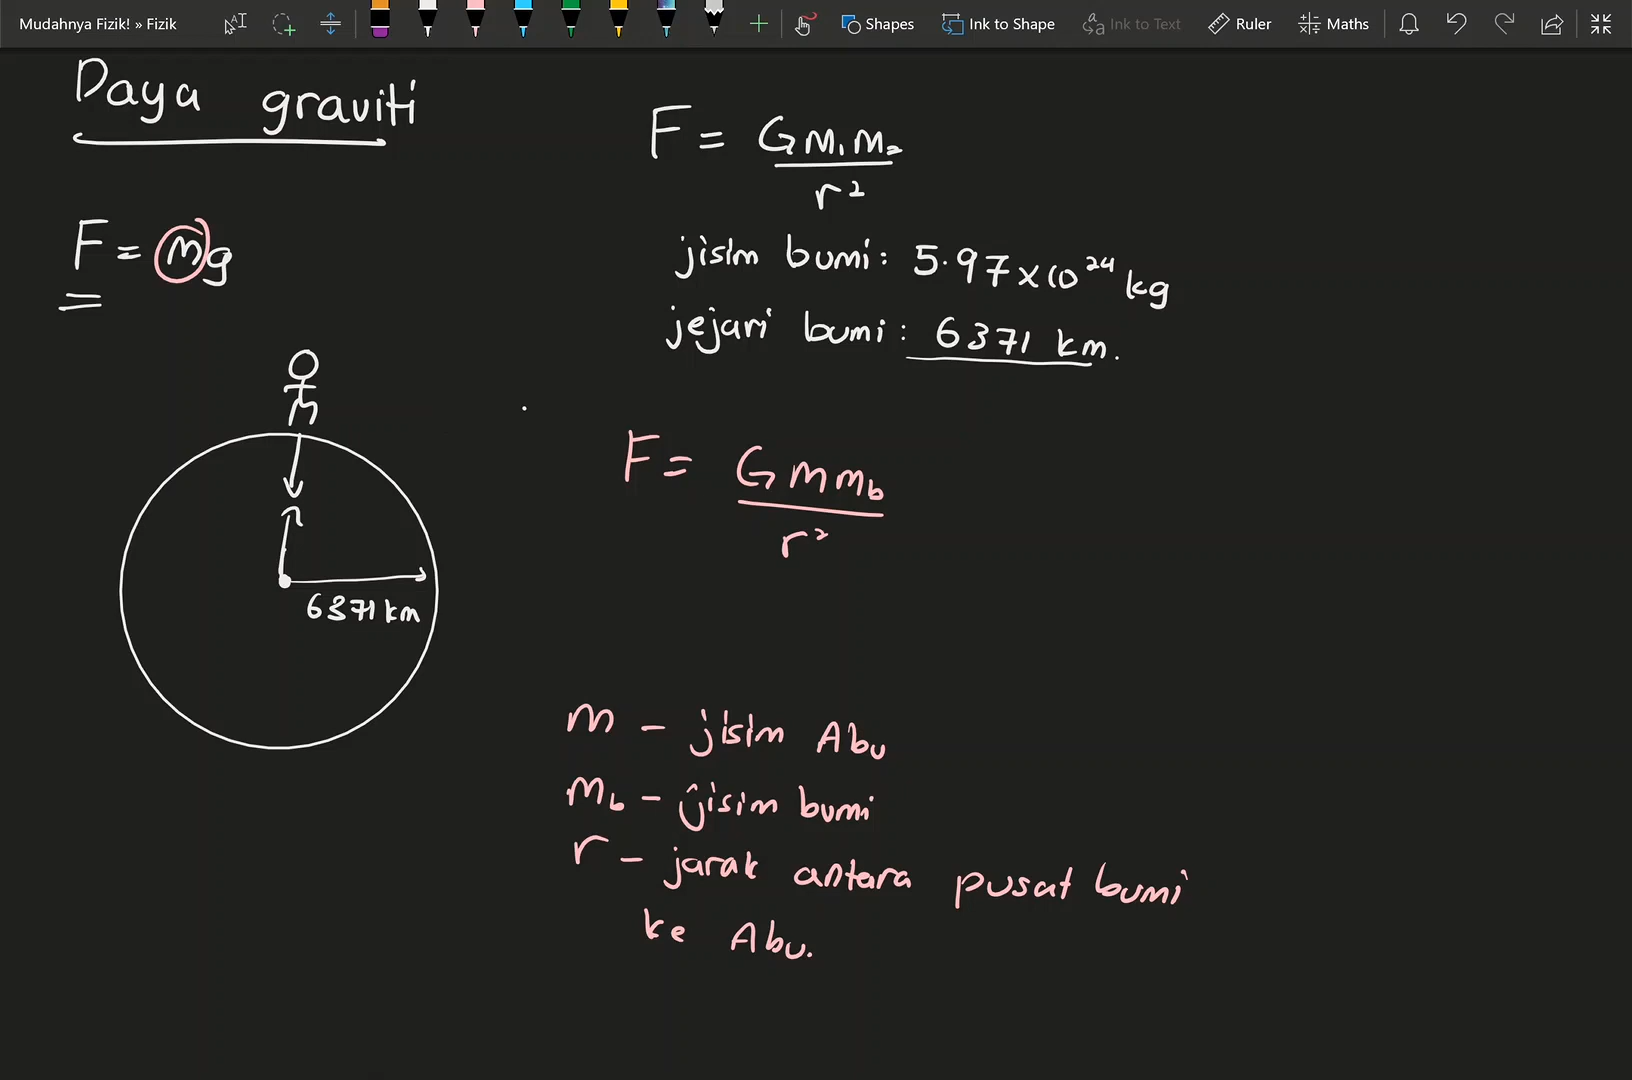 Mudahnya Fizik! » Fizik
Shapes
Ink to Shape
Ink to Text
Ruler
Maths
Daya graviti
F = mg
m
6371 km
F = Gm₁m₂
r²
jisim bumi: 5.97 x 10²⁴ kg
jejari bumi: 6371 km.
F = Gmm_b
r²
m - jisim Abu
m_b - jisim bumi
r - jarak antara pusat bumi
ke Abu.